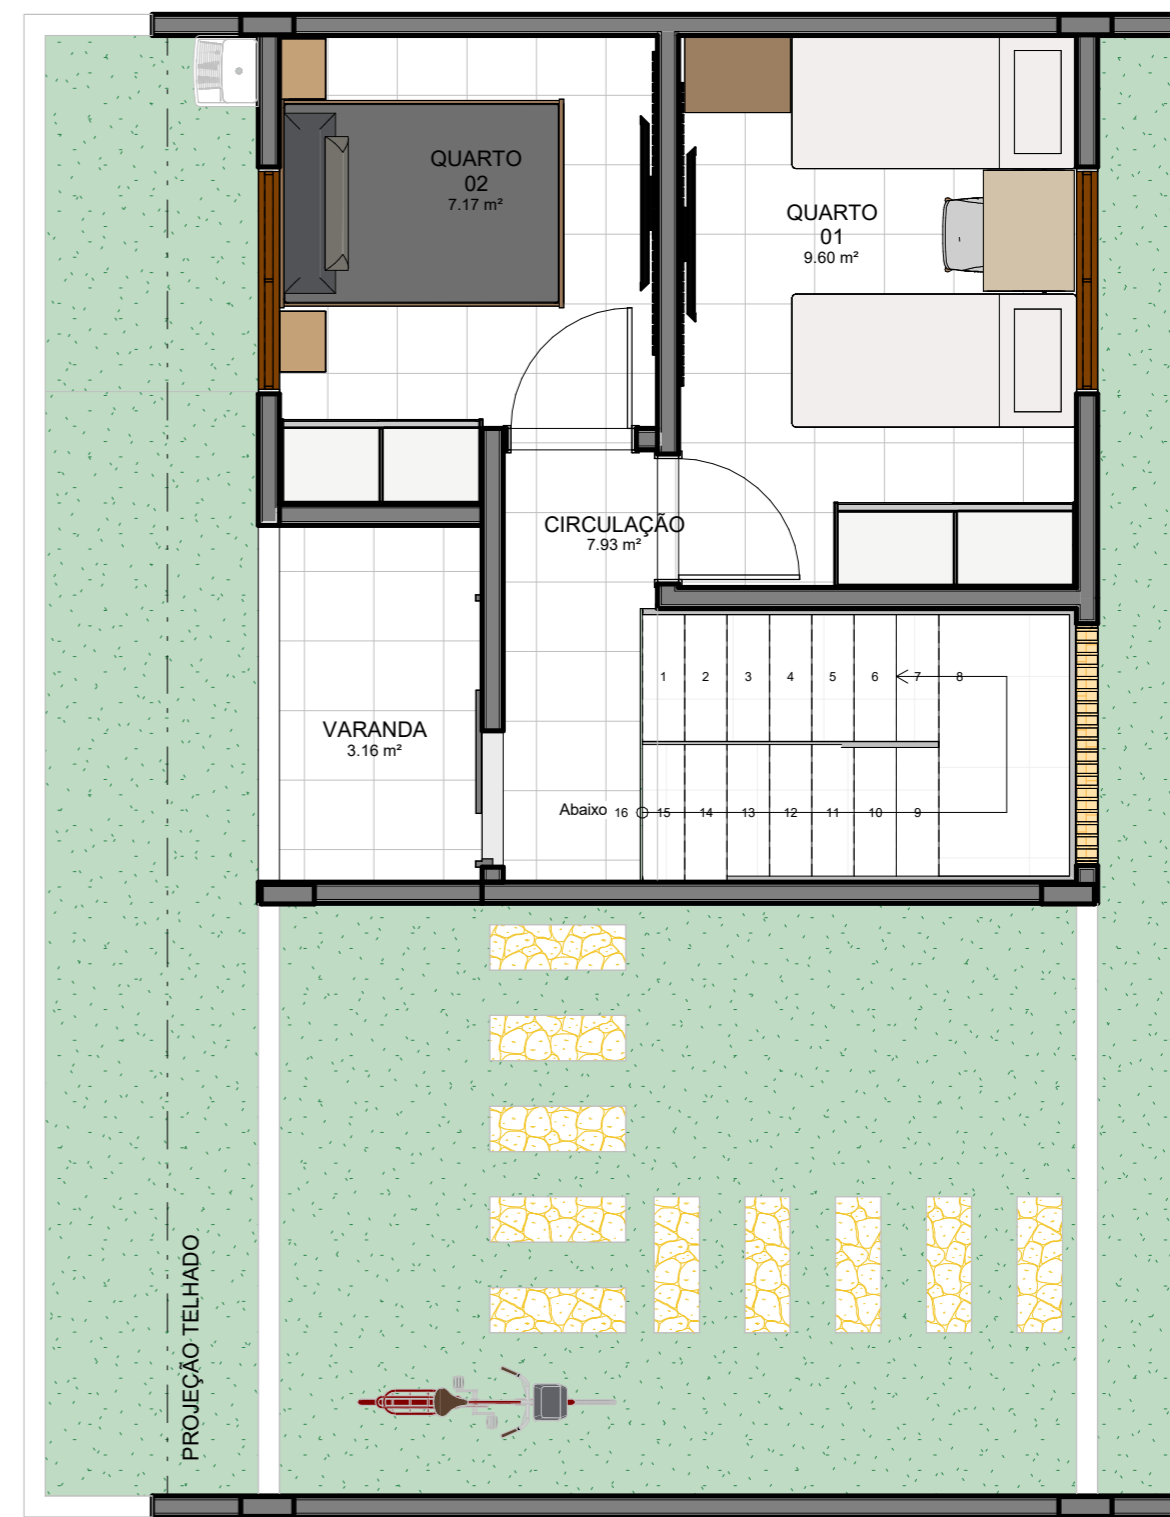 QUARTO
02
7.17 m²
QUARTO
01
9.60 m²
CIRCULAÇÃO
7.93 m²
1 2 3 4 5 6 7 8
VARANDA
3.16 m²
Abaixo 16 15 14 13 12 11 10 9
PROJEÇÃO TELHADO